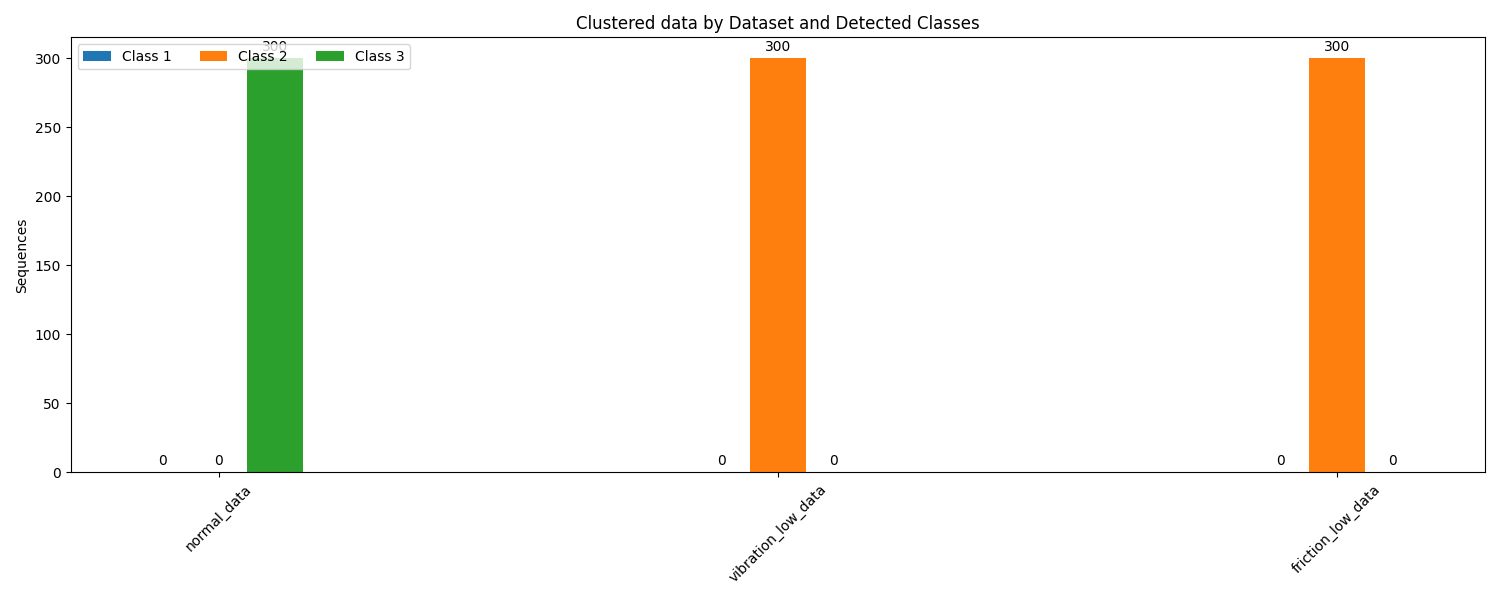 Clustered data by Dataset and Detected Classes
Class 1 Class 2 Class 3
300 300 300
300
250
200
150
100
50
0
Sequences
0 0 0 0 0 0
normal_data vibration_low_data friction_low_data